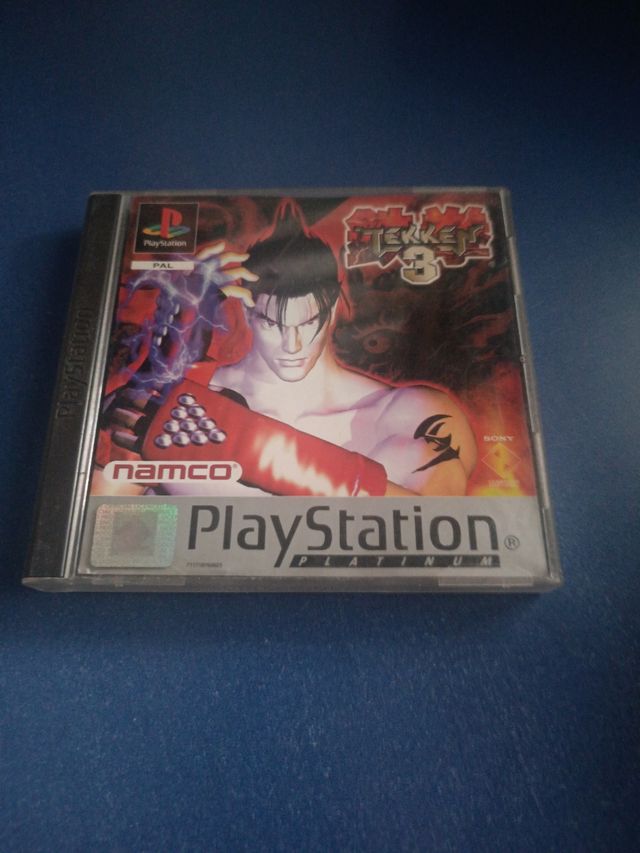 PlayStation
PlayStation
PAL
TEKKEN
3
namco
SONY
PlayStation®
PLATINUM